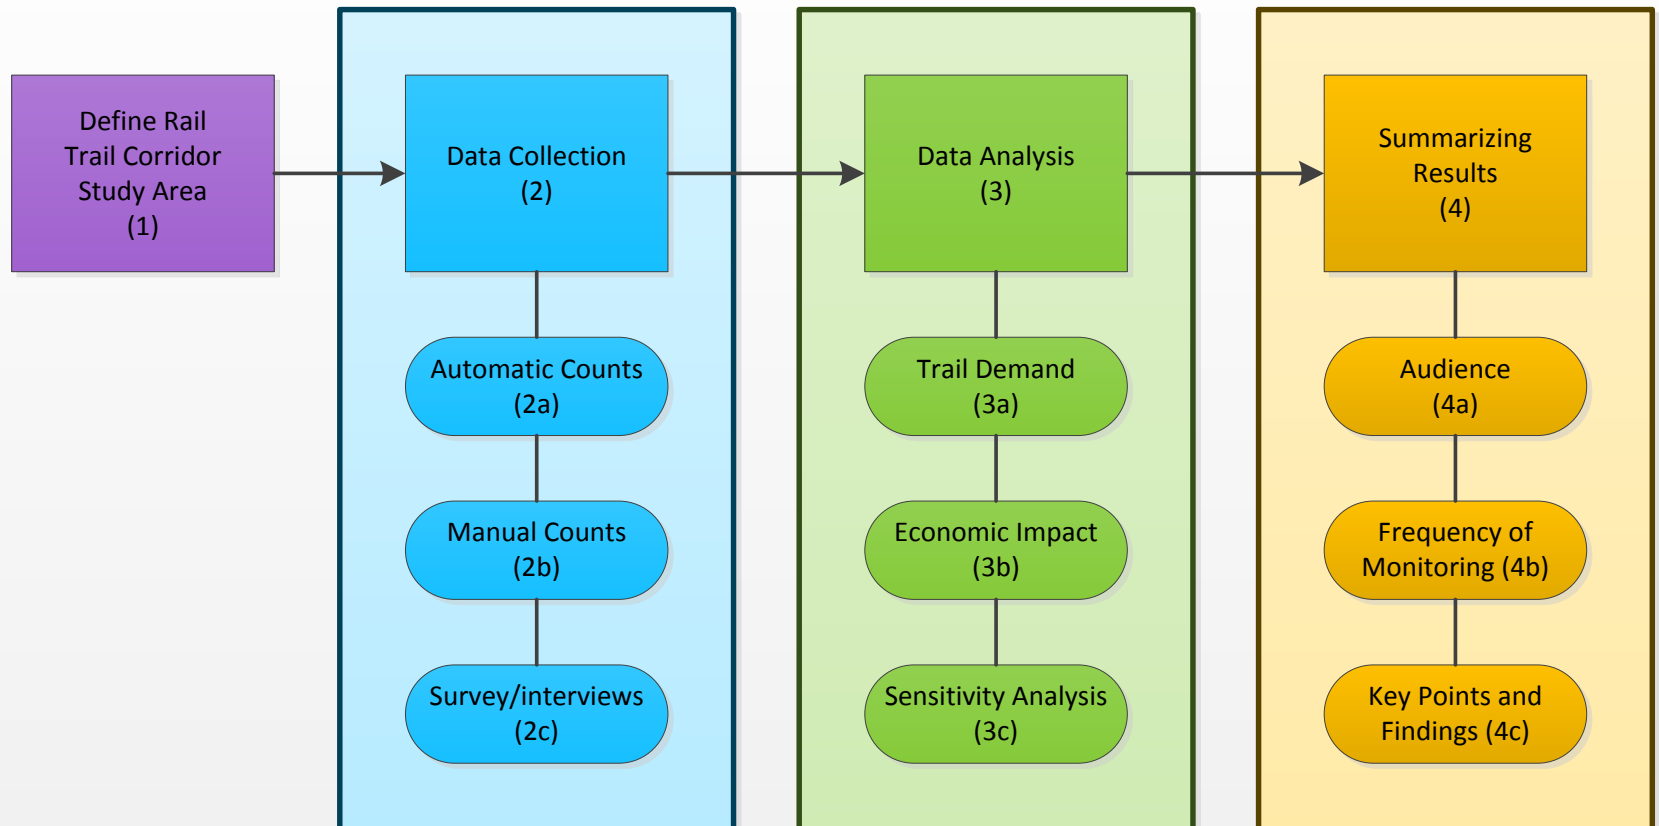 Define Rail
Trail Corridor
Study Area
(1)
Data Collection
(2)
Automatic Counts
(2a)
Manual Counts
(2b)
Survey/interviews
(2c)
Data Analysis
(3)
Trail Demand
(3a)
Economic Impact
(3b)
Sensitivity Analysis
(3c)
Summarizing
Results
(4)
Audience
(4a)
Frequency of
Monitoring (4b)
Key Points and
Findings (4c)